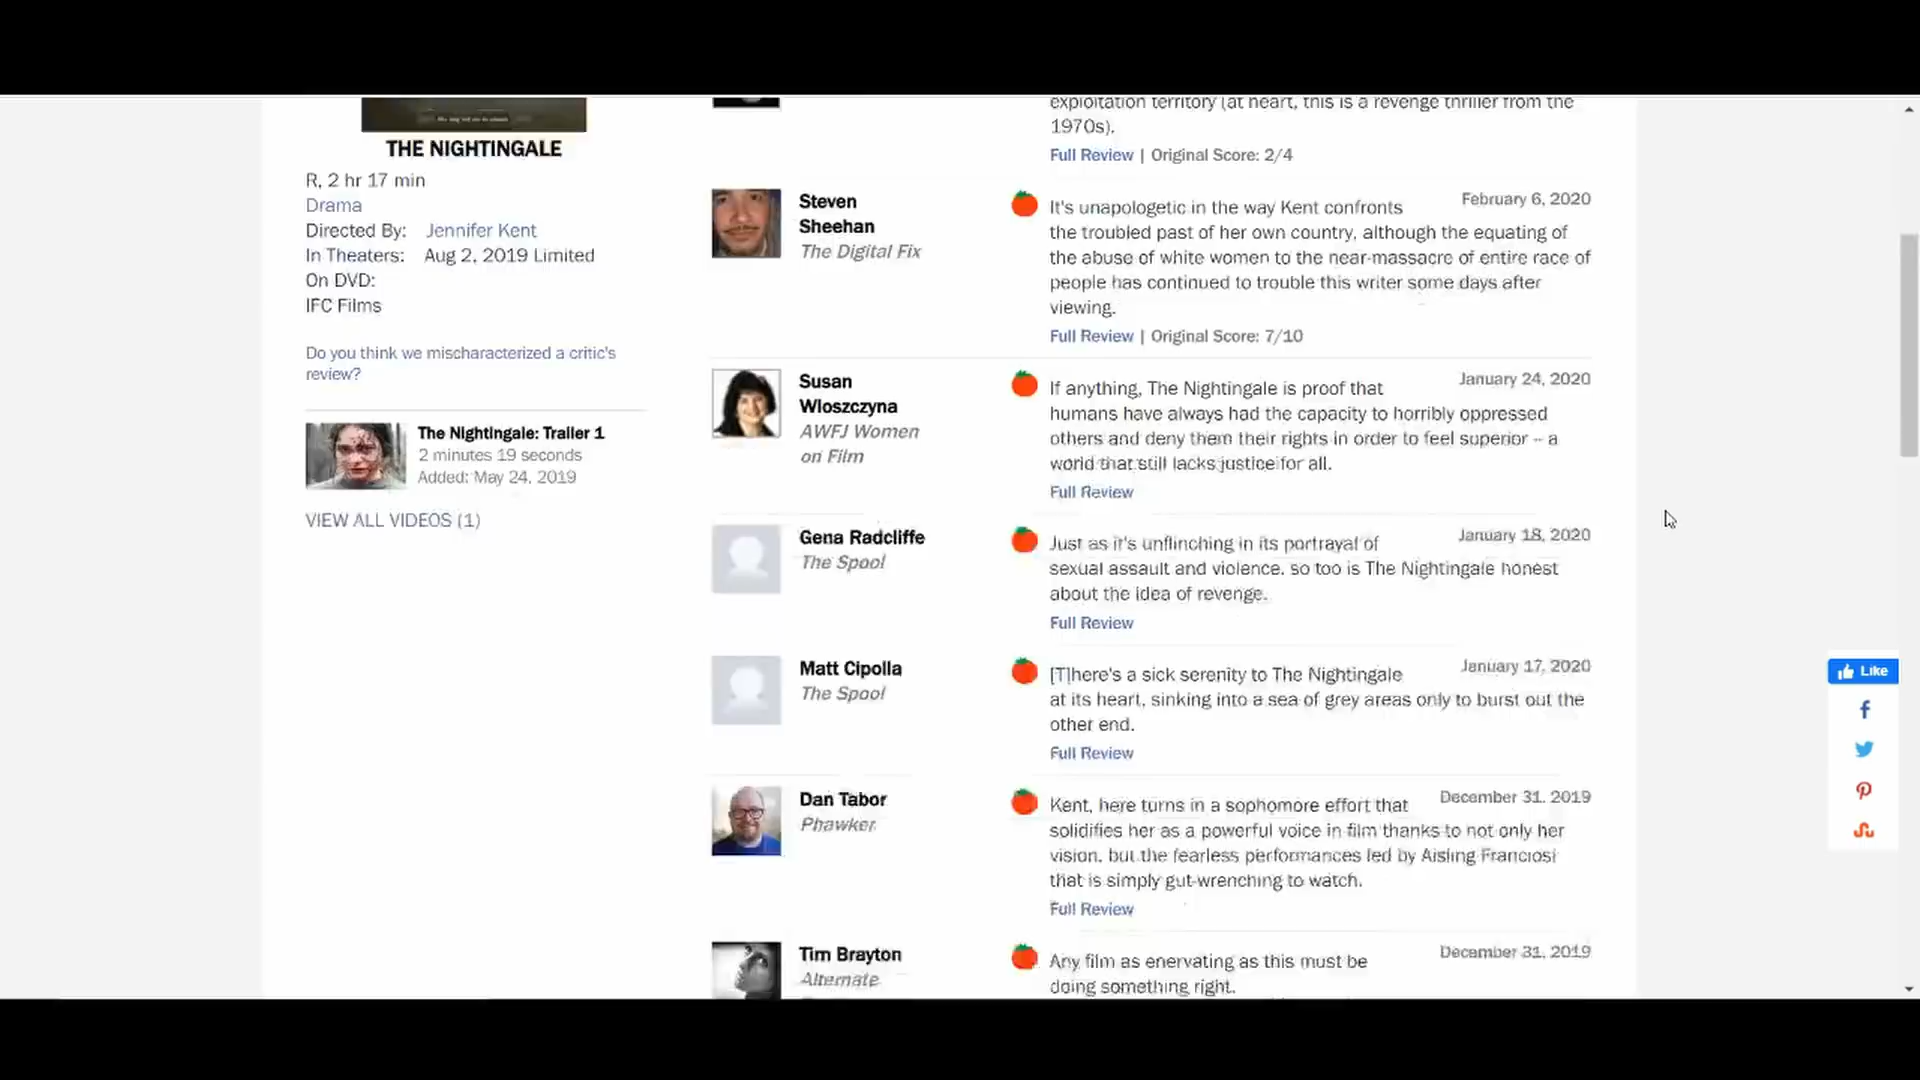 THE NIGHTINGALE
R, 2 hr 17 min
Drama
Directed By: Jennifer Kent
In Theaters: Aug 2, 2019 Limited
On DVD:
IFC Films
Do you think we mischaracterized a critic's
review?
The Nightingale: Trailer 1
2 minutes 19 seconds
Added: May 24, 2019
VIEW ALL VIDEOS (1)
exploitation territory (at heart, this is a revenge thriller from the
1970s).
Full Review | Original Score: 2/4
Steven
Sheehan
The Digital Fix
February 6, 2020
It's unapologetic in the way Kent confronts
the troubled past of her own country, although the equating of
the abuse of white women to the near-massacre of entire race of
people has continued to trouble this writer some days after
viewing.
Full Review | Original Score: 7/10
Susan
Wloszczyna
AWFJ Women
on Film
January 24, 2020
If anything, The Nightingale is proof that
humans have always had the capacity to horribly oppressed
others and deny them their rights in order to feel superior -- a
world that still lacks justice for all.
Full Review
Gena Radcliffe
The Spool
January 18, 2020
Just as it's unflinching in its portrayal of
sexual assault and violence, so too is The Nightingale honest
about the idea of revenge.
Full Review
Matt Cipolla
The Spool
January 17, 2020
[T]here's a sick serenity to The Nightingale
at its heart, sinking into a sea of grey areas only to burst out the
other end.
Full Review
Dan Tabor
Phawker
December 31, 2019
Kent, here turns in a sophomore effort that
solidifies her as a powerful voice in film thanks to not only her
vision, but the fearless performances led by Aisling Franciosi
that is simply gut-wrenching to watch.
Full Review
Tim Brayton
Alternate
December 31, 2019
Any film as enervating as this must be
doing something right.
Like